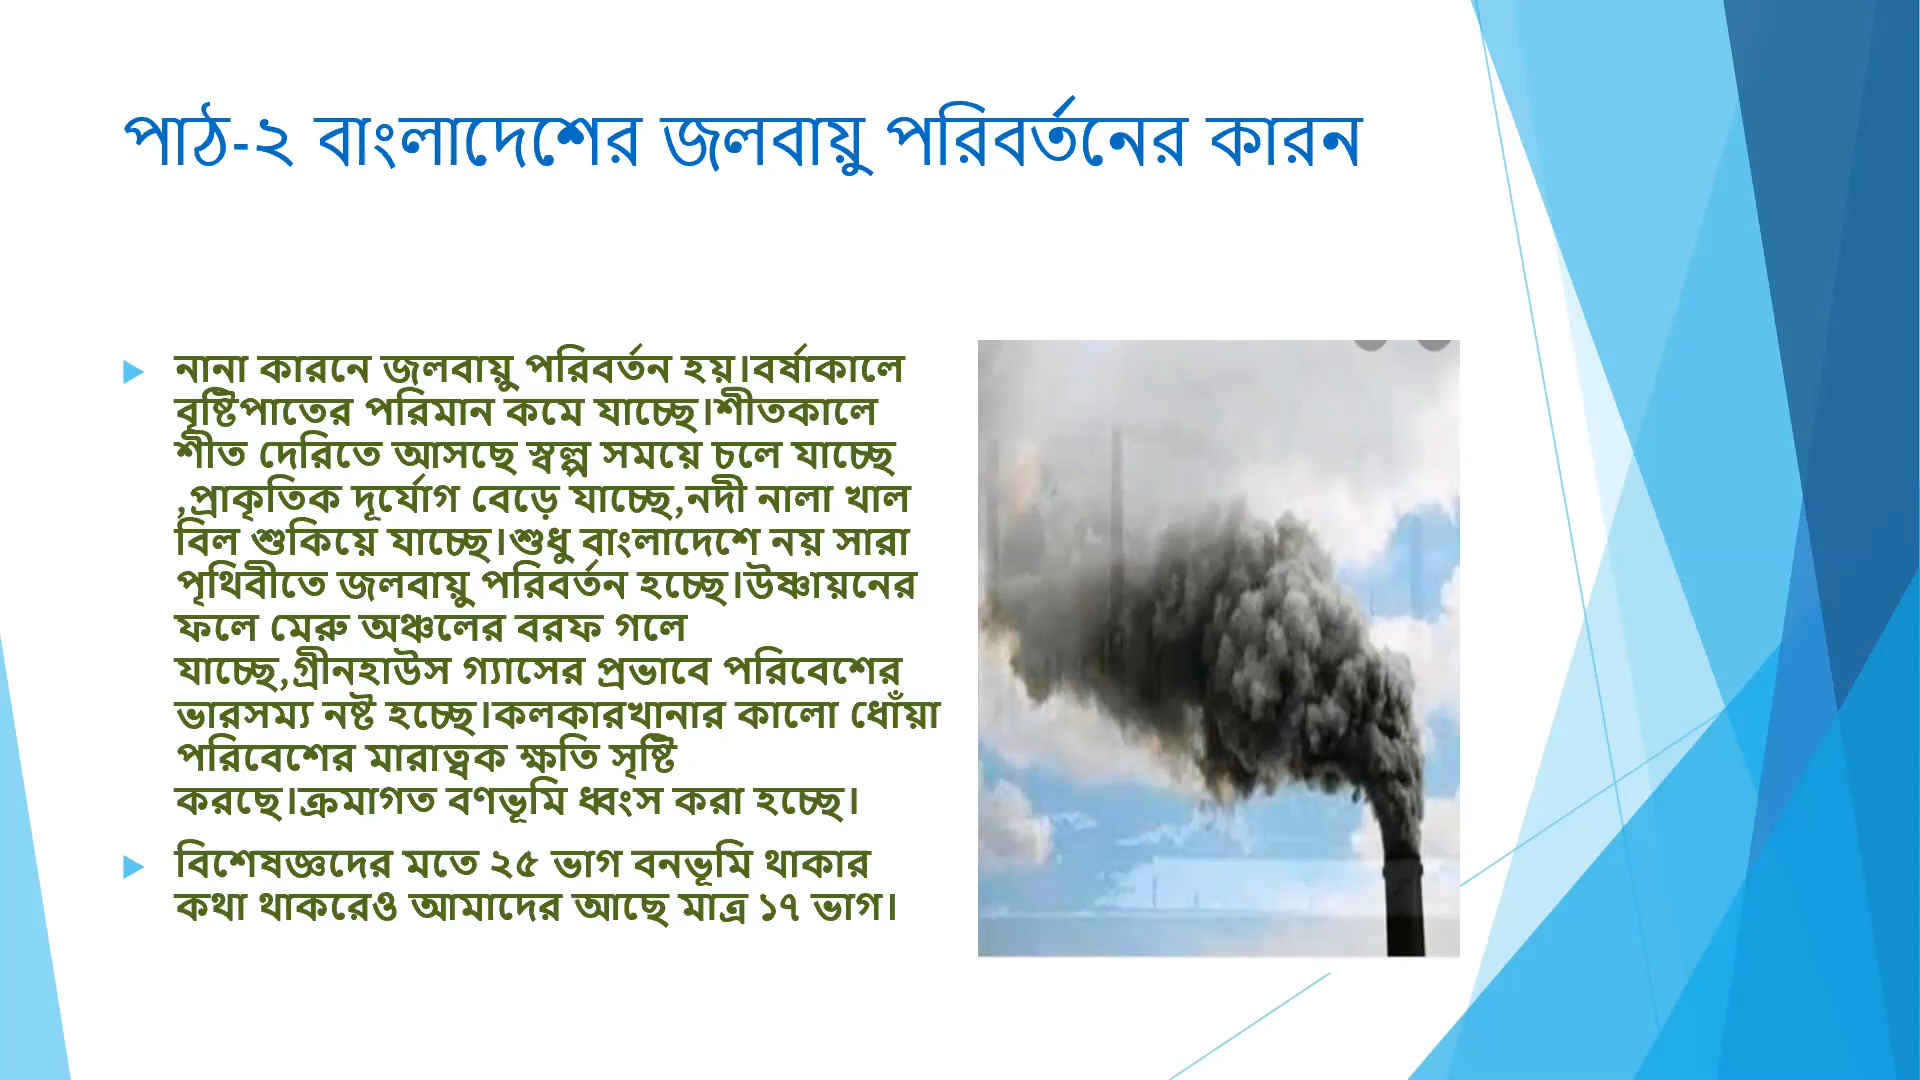 পাঠ-২ বাংলাদেশের জলবায়ু পরিবর্তনের কারন
নানা কারনে জলবায়ু পরিবর্তন হয়।বর্ষাকালে
বৃষ্টিপাতের পরিমান কমে যাচ্ছে।শীতকালে
শীত দেরিতে আসছে স্বল্প সময়ে চলে যাচ্ছে
,প্রাকৃতিক দূর্যোগ বেড়ে যাচ্ছে,নদী নালা খাল
বিল শুকিয়ে যাচ্ছে।শুধু বাংলাদেশে নয় সারা
পৃথিবীতে জলবায়ু পরিবর্তন হচ্ছে।উষ্ণায়নের
ফলে মেরু অঞ্চলের বরফ গলে
যাচ্ছে,গ্রীনহাউস গ্যাসের প্রভাবে পরিবেশের
ভারসম্য নষ্ট হচ্ছে।কলকারখানার কালো ধোঁয়া
পরিবেশের মারাত্বক ক্ষতি সৃষ্টি
করছে।ক্রমাগত বণভূমি ধ্বংস করা হচ্ছে।
বিশেষজ্ঞদের মতে ২৫ ভাগ বনভূমি থাকার
কথা থাকরেও আমাদের আছে মাত্র ১৭ ভাগ।